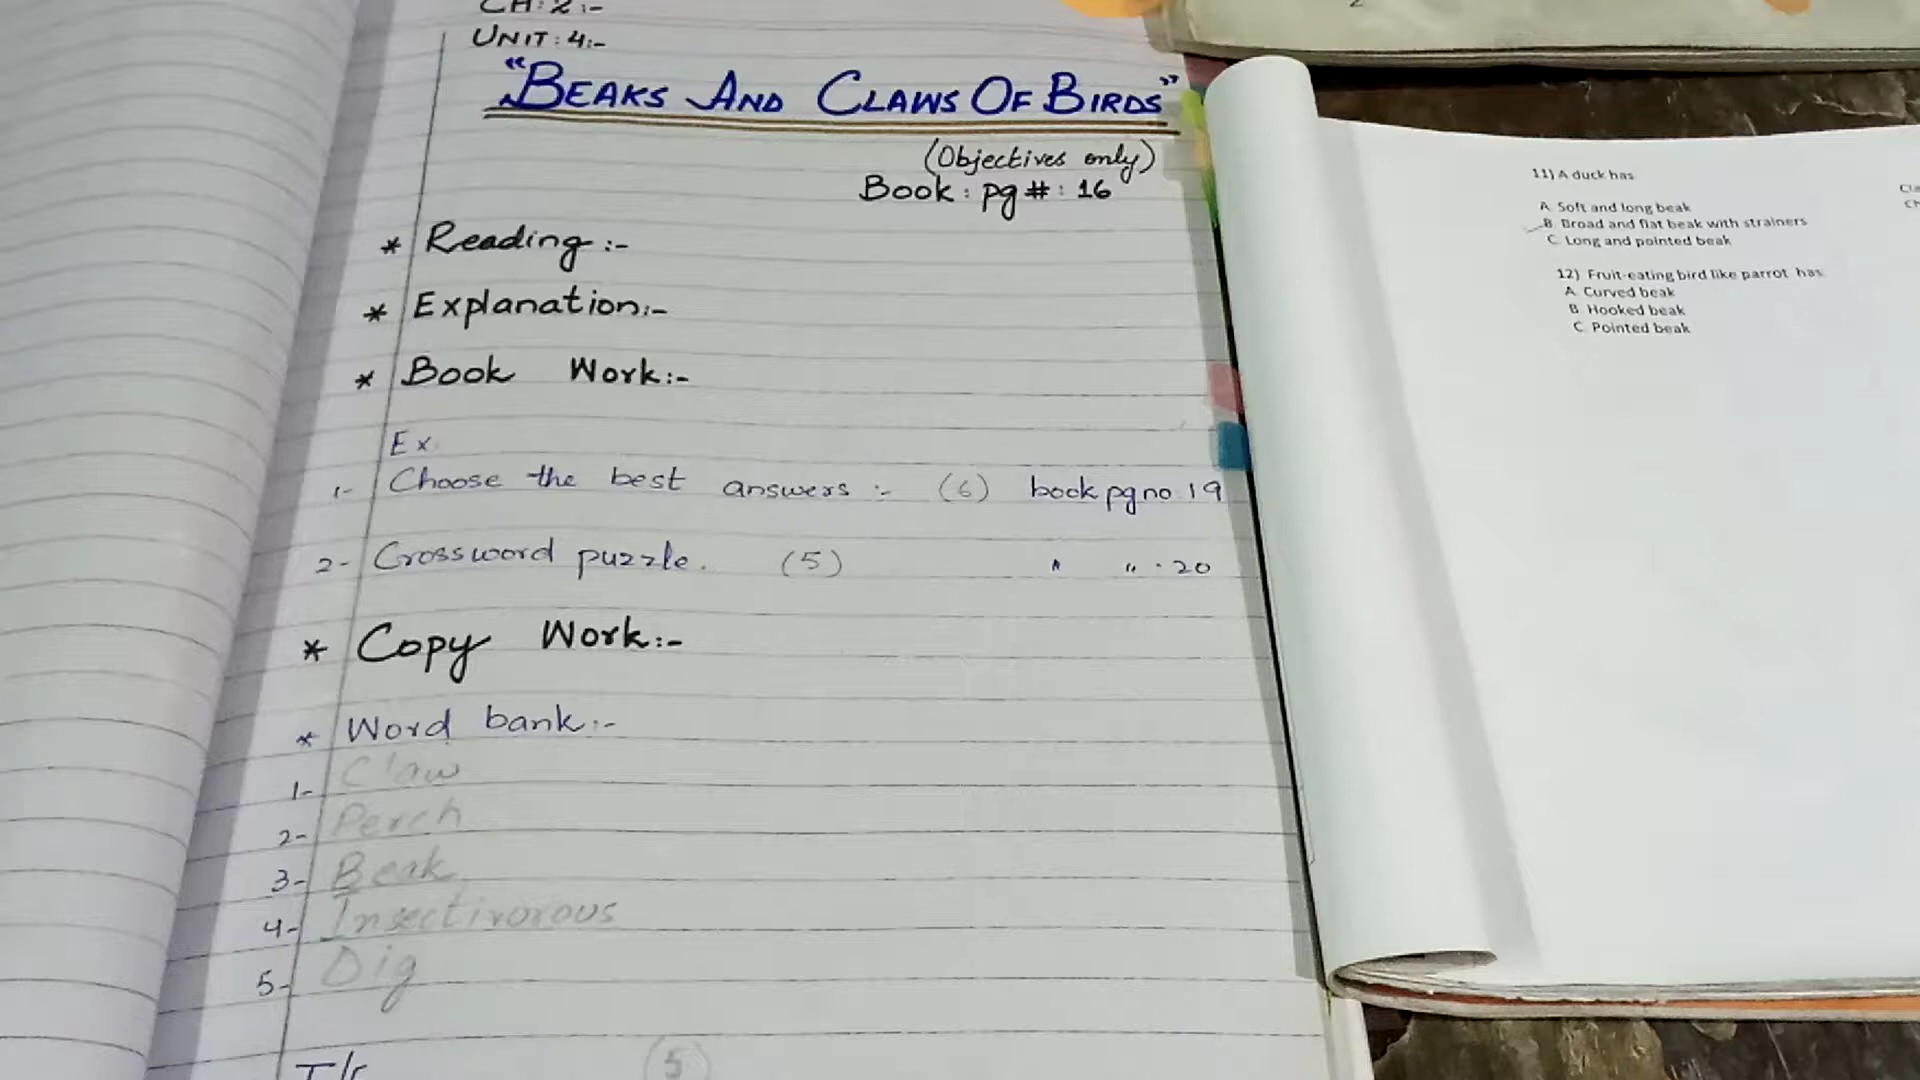 CH:2:-
UNIT:4:-
"BEAKS AND CLAWS OF BIRDS"
(Objectives only)
Book: pg#: 16
* Reading:-
* Explanation:-
* Book Work:-
Ex.
1- Choose the best answers:- (6) book pg no 19
2- Crossword puzzle. (5) " " . 20
* Copy Work:-
* Word bank:-
1- Claw
2- Perch
3- Beak
4- Insectivorous
5- Dig
5
11) A duck has
A. Soft and long beak
B. Broad and flat beak with strainers
C. Long and pointed beak
12) Fruit-eating bird like parrot has
A. Curved beak
B. Hooked beak
C. Pointed beak